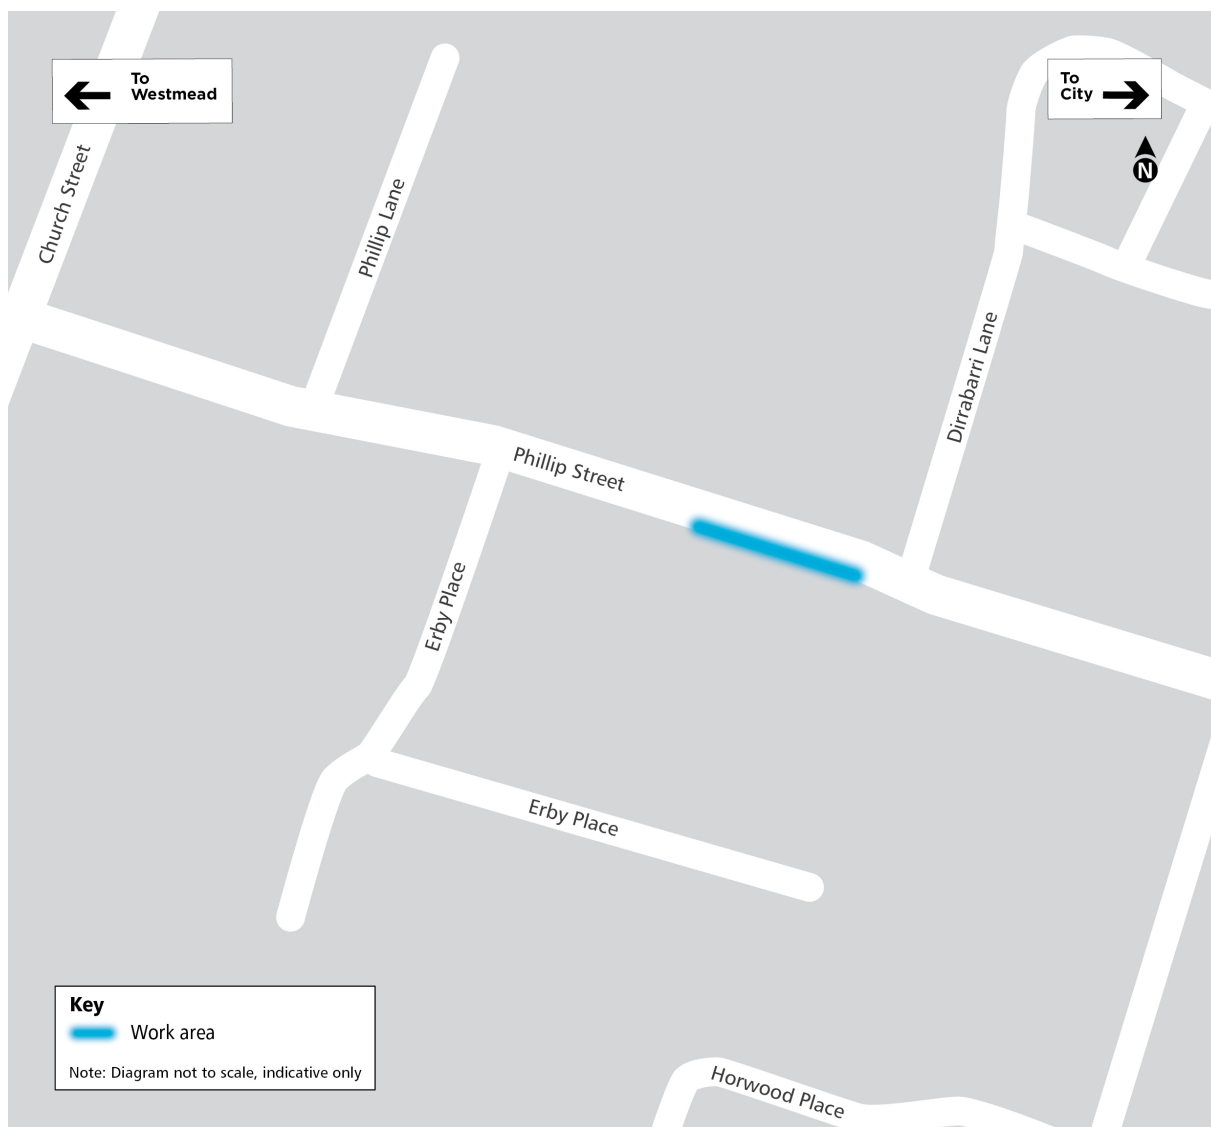 To
Westmead
To
City
N
Church Street
Phillip Lane
Dirrabarri Lane
Phillip Street
Erby Place
Erby Place
Key
Work area
Note: Diagram not to scale, indicative only
Horwood Place